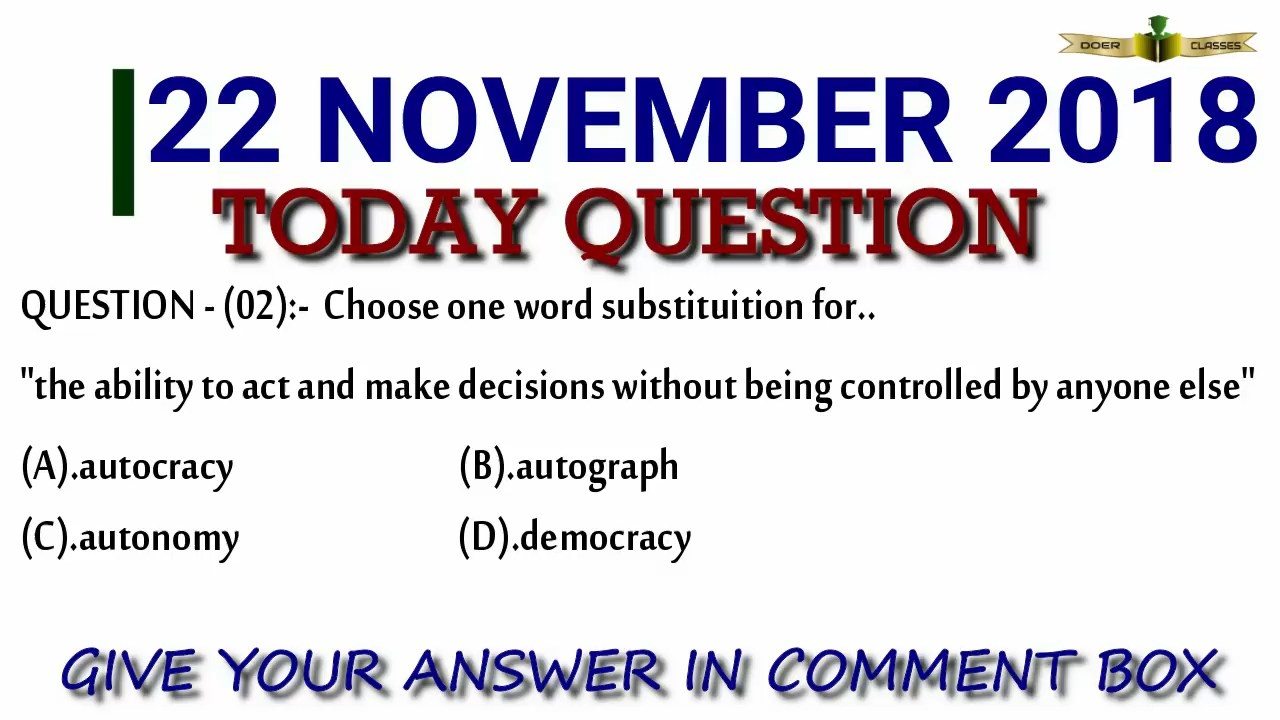 DOER CLASSES
22 NOVEMBER 2018
TODAY QUESTION
QUESTION - (02):- Choose one word substituition for..
"the ability to act and make decisions without being controlled by anyone else"
(A).autocracy (B).autograph
(C).autonomy (D).democracy
GIVE YOUR ANSWER IN COMMENT BOX